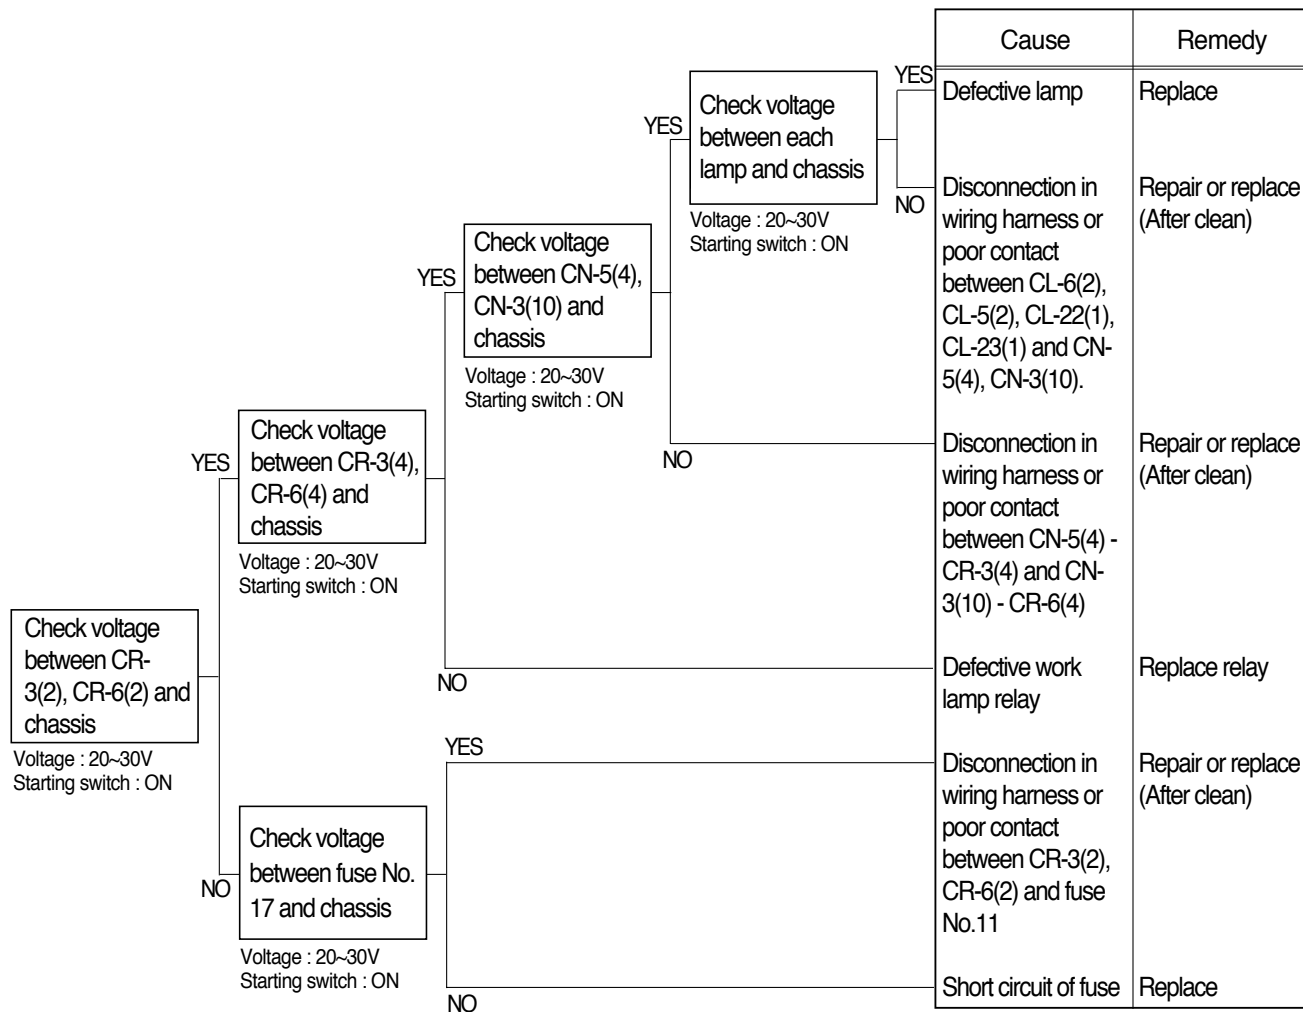 Cause
Remedy
YES
Defective lamp
Replace
Check voltage
between each
lamp and chassis
YES
NO
Voltage : 20~30V
Starting switch : ON
Disconnection in
wiring harness or
poor contact
between CL-6(2),
CL-5(2), CL-22(1),
CL-23(1) and CN-
5(4), CN-3(10).
Repair or replace
(After clean)
Check voltage
between CN-5(4),
CN-3(10) and
chassis
YES
Voltage : 20~30V
Starting switch : ON
NO
Disconnection in
wiring harness or
poor contact
between CN-5(4) -
CR-3(4) and CN-
3(10) - CR-6(4)
Repair or replace
(After clean)
Check voltage
between CR-3(4),
CR-6(4) and
chassis
YES
Voltage : 20~30V
Starting switch : ON
NO
Defective work
lamp relay
Replace relay
Check voltage
between CR-
3(2), CR-6(2) and
chassis
Voltage : 20~30V
Starting switch : ON
YES
Disconnection in
wiring harness or
poor contact
between CR-3(2),
CR-6(2) and fuse
No.11
Repair or replace
(After clean)
NO
Check voltage
between fuse No.
17 and chassis
Voltage : 20~30V
Starting switch : ON
NO
Short circuit of fuse
Replace